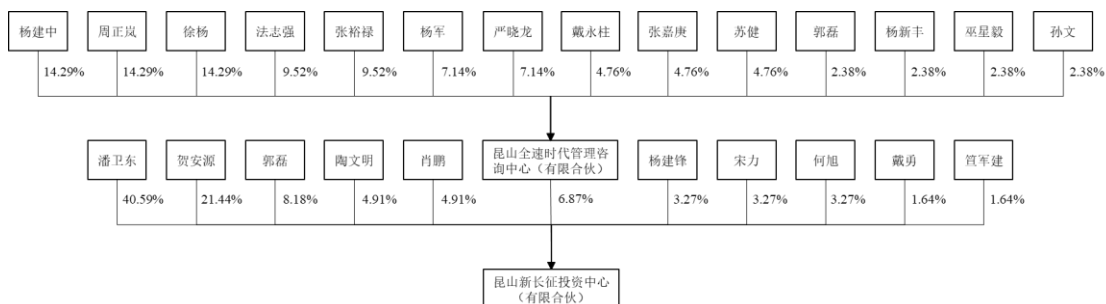 杨建中 周正岚 徐杨 法志强 张裕禄 杨军 严晓龙 戴永柱 张嘉庚 苏健 郭磊 杨新丰 巫星毅 孙文
14.29% 14.29% 14.29% 9.52% 9.52% 7.14% 7.14% 4.76% 4.76% 4.76% 2.38% 2.38% 2.38% 2.38%
潘卫东 贺安源 郭磊 陶文明 肖鹏 昆山全速时代管理咨 杨建锋 宋力 何旭 戴勇 笪军建
询中心（有限合伙）
40.59% 21.44% 8.18% 4.91% 4.91% 6.87% 3.27% 3.27% 3.27% 1.64% 1.64%
昆山新长征投资中心
（有限合伙）